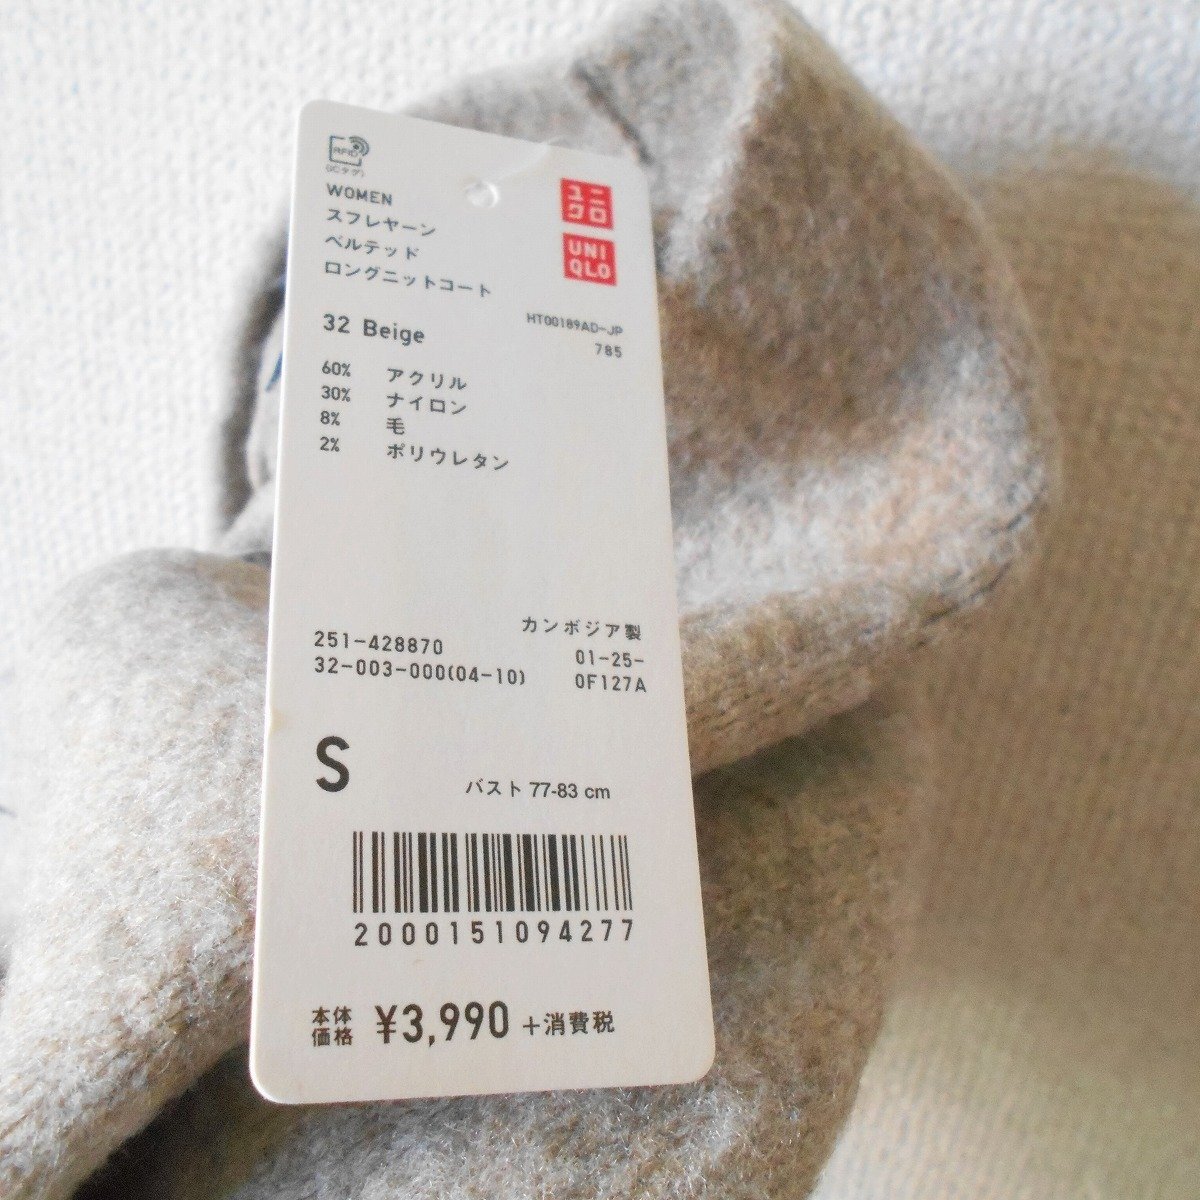 RFID
(ICタグ)
WOMEN
スフレヤーン
ベルテッド
ロングニットコート
ユニ
クロ
UNI
QLO
32 Beige
HT00189AD-JP
785
60% アクリル
30% ナイロン
8% 毛
2% ポリウレタン
カンボジア製
251-428870
01-25-
32-003-000(04-10)
0F127A
S
バスト 77-83 cm
2000151094277
本体
価格 ¥3,990 +消費税